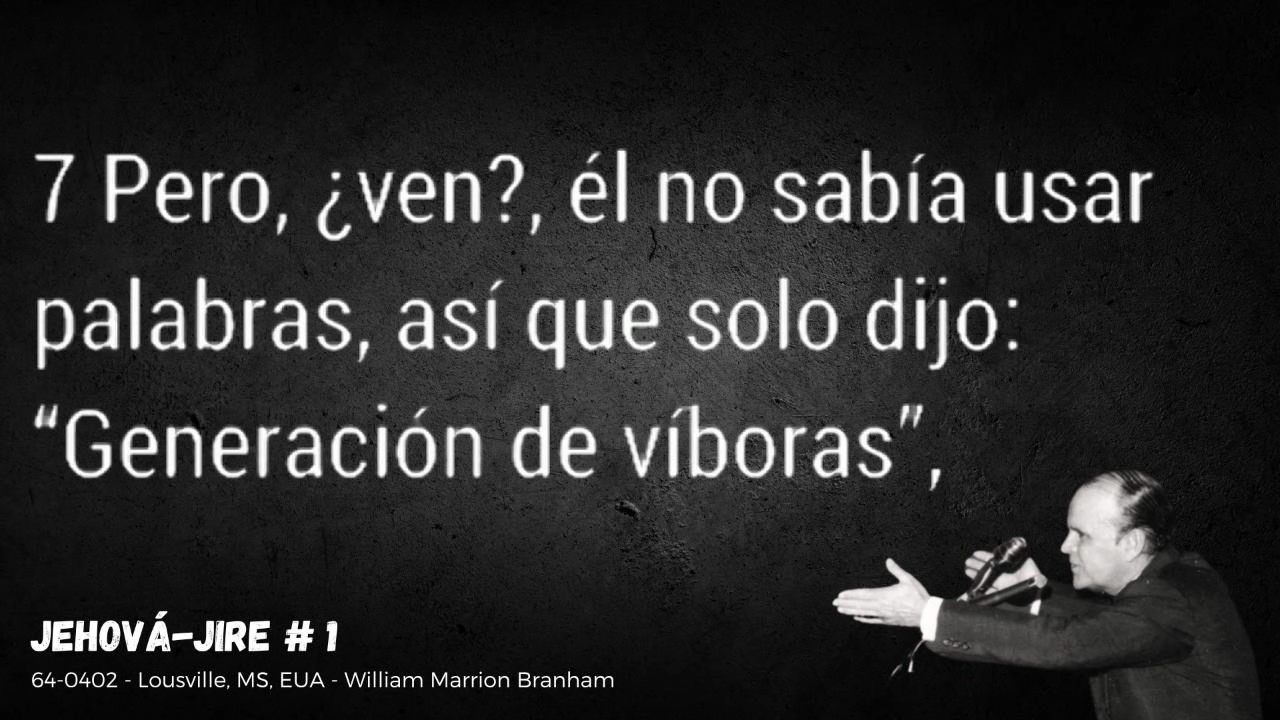 7 Pero, ¿ven?, él no sabía usar
palabras, así que solo dijo:
“Generación de víboras”,
JEHOVÁ-JIRE # 1
64-0402 - Lousville, MS, EUA - William Marrion Branham